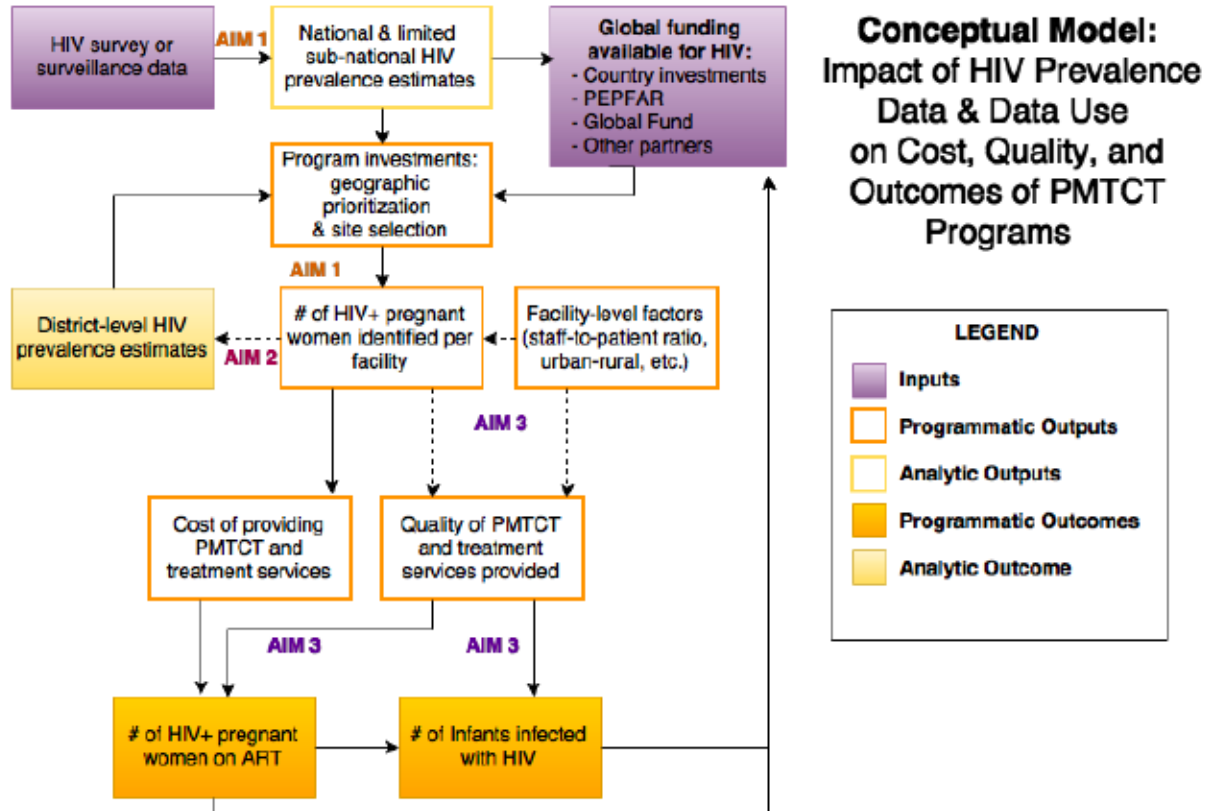 Conceptual Model:
Impact of HIV Prevalence
Data & Data Use
on Cost, Quality, and
Outcomes of PMTCT
Programs
HIV survey or
surveillance data
AIM 1
National & limited
sub-national HIV
prevalence estimates
Global funding
available for HIV:
- Country investments
- PEPFAR
- Global Fund
- Other partners
Program investments:
geographic
prioritization
& site selection
AIM 1
District-level HIV
prevalence estimates
AIM 2
# of HIV+ pregnant
women identified per
facility
Facility-level factors
(staff-to-patient ratio,
urban-rural, etc.)
AIM 3
Cost of providing
PMTCT and
treatment services
Quality of PMTCT
and treatment
services provided
AIM 3
AIM 3
# of HIV+ pregnant
women on ART
# of Infants infected
with HIV
LEGEND
Inputs
Programmatic Outputs
Analytic Outputs
Programmatic Outcomes
Analytic Outcome